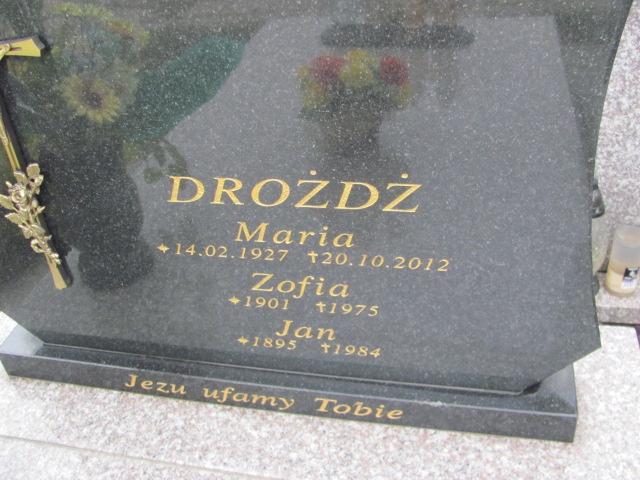 DROŻDŻ
Maria
*14.02.1927 †20.10.2012
Zofia
*1901 †1975
Jan
*1895 †1984
Jezu ufamy Tobie